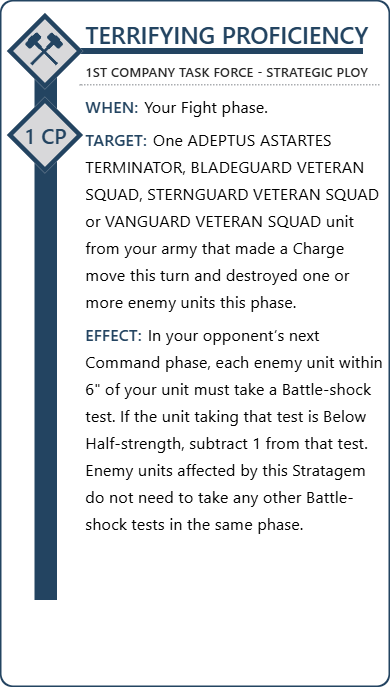 TERRIFYING PROFICIENCY
1ST COMPANY TASK FORCE - STRATEGIC PLOY
WHEN: Your Fight phase.
1 CP
TARGET: One ADEPTUS ASTARTES
TERMINATOR, BLADEGUARD VETERAN
SQUAD, STERNGUARD VETERAN SQUAD
or VANGUARD VETERAN SQUAD unit
from your army that made a Charge
move this turn and destroyed one or
more enemy units this phase.
EFFECT: In your opponent's next
Command phase, each enemy unit within
6" of your unit must take a Battle-shock
test. If the unit taking that test is Below
Half-strength, subtract 1 from that test.
Enemy units affected by this Stratagem
do not need to take any other Battle-
shock tests in the same phase.